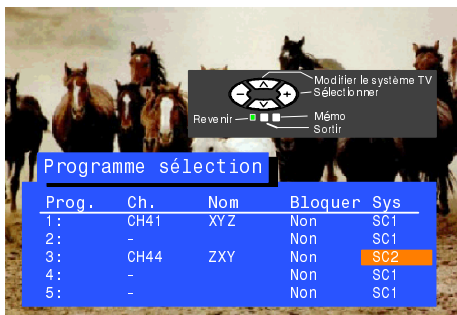 Modifier le système TV
Sélectionner
Revenir
Mémo
Sortir
Programme sélection
Prog. Ch. Nom Bloquer Sys
1: CH41 XYZ Non SC1
2: - Non SC1
3: CH44 ZXY Non SC2
4: - Non SC1
5: - Non SC1